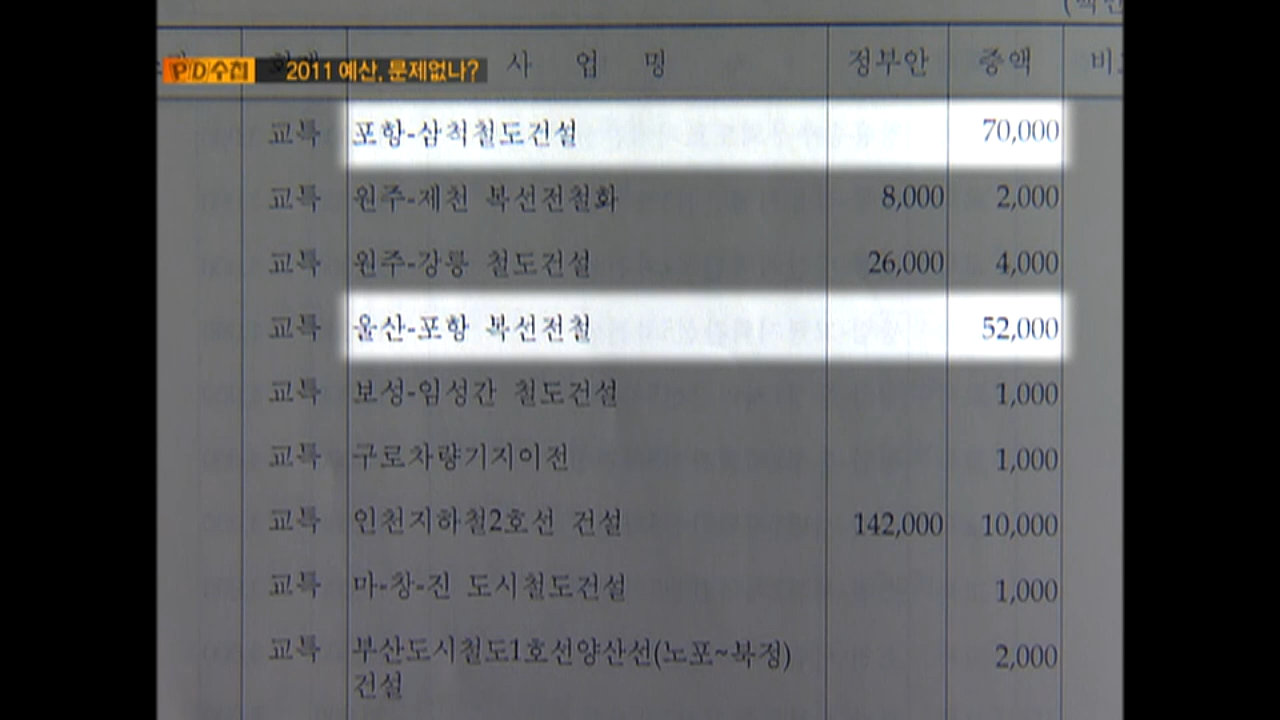 (백만
PD수첩 2011 예산, 문제없나?
사 업 명 정부안 증액 비
교특 포항-삼척철도건설 70,000
교특 원주-제천 복선전철화 8,000 2,000
교특 원주-강릉 철도건설 26,000 4,000
교특 울산-포항 복선전철 52,000
교특 보성-임성간 철도건설 1,000
교특 구로차량기지이전 1,000
교특 인천지하철2호선 건설 142,000 10,000
교특 마-창-진 도시철도건설 1,000
교특 부산도시철도1호선양산선(노포~북정) 2,000
건설